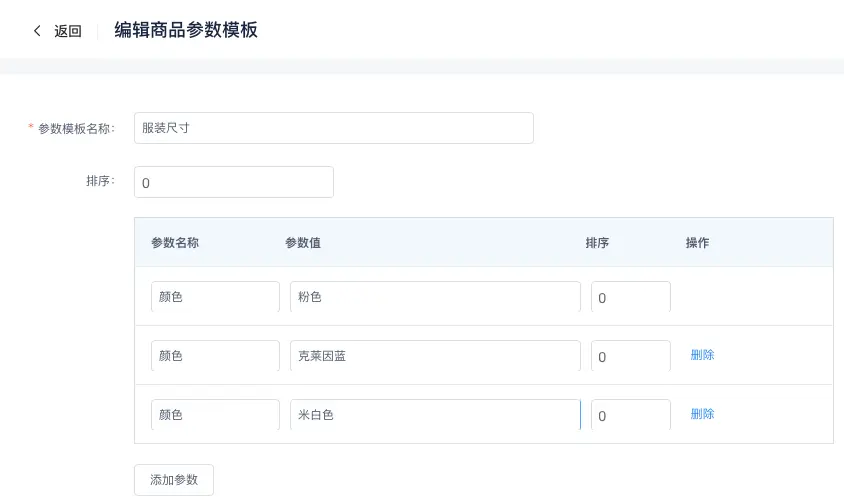 返回 编辑商品参数模板
* 参数模板名称: 服装尺寸
排序: 0
参数名称 参数值 排序 操作
颜色 粉色 0
颜色 克莱因蓝 0 删除
颜色 米白色 0 删除
添加参数